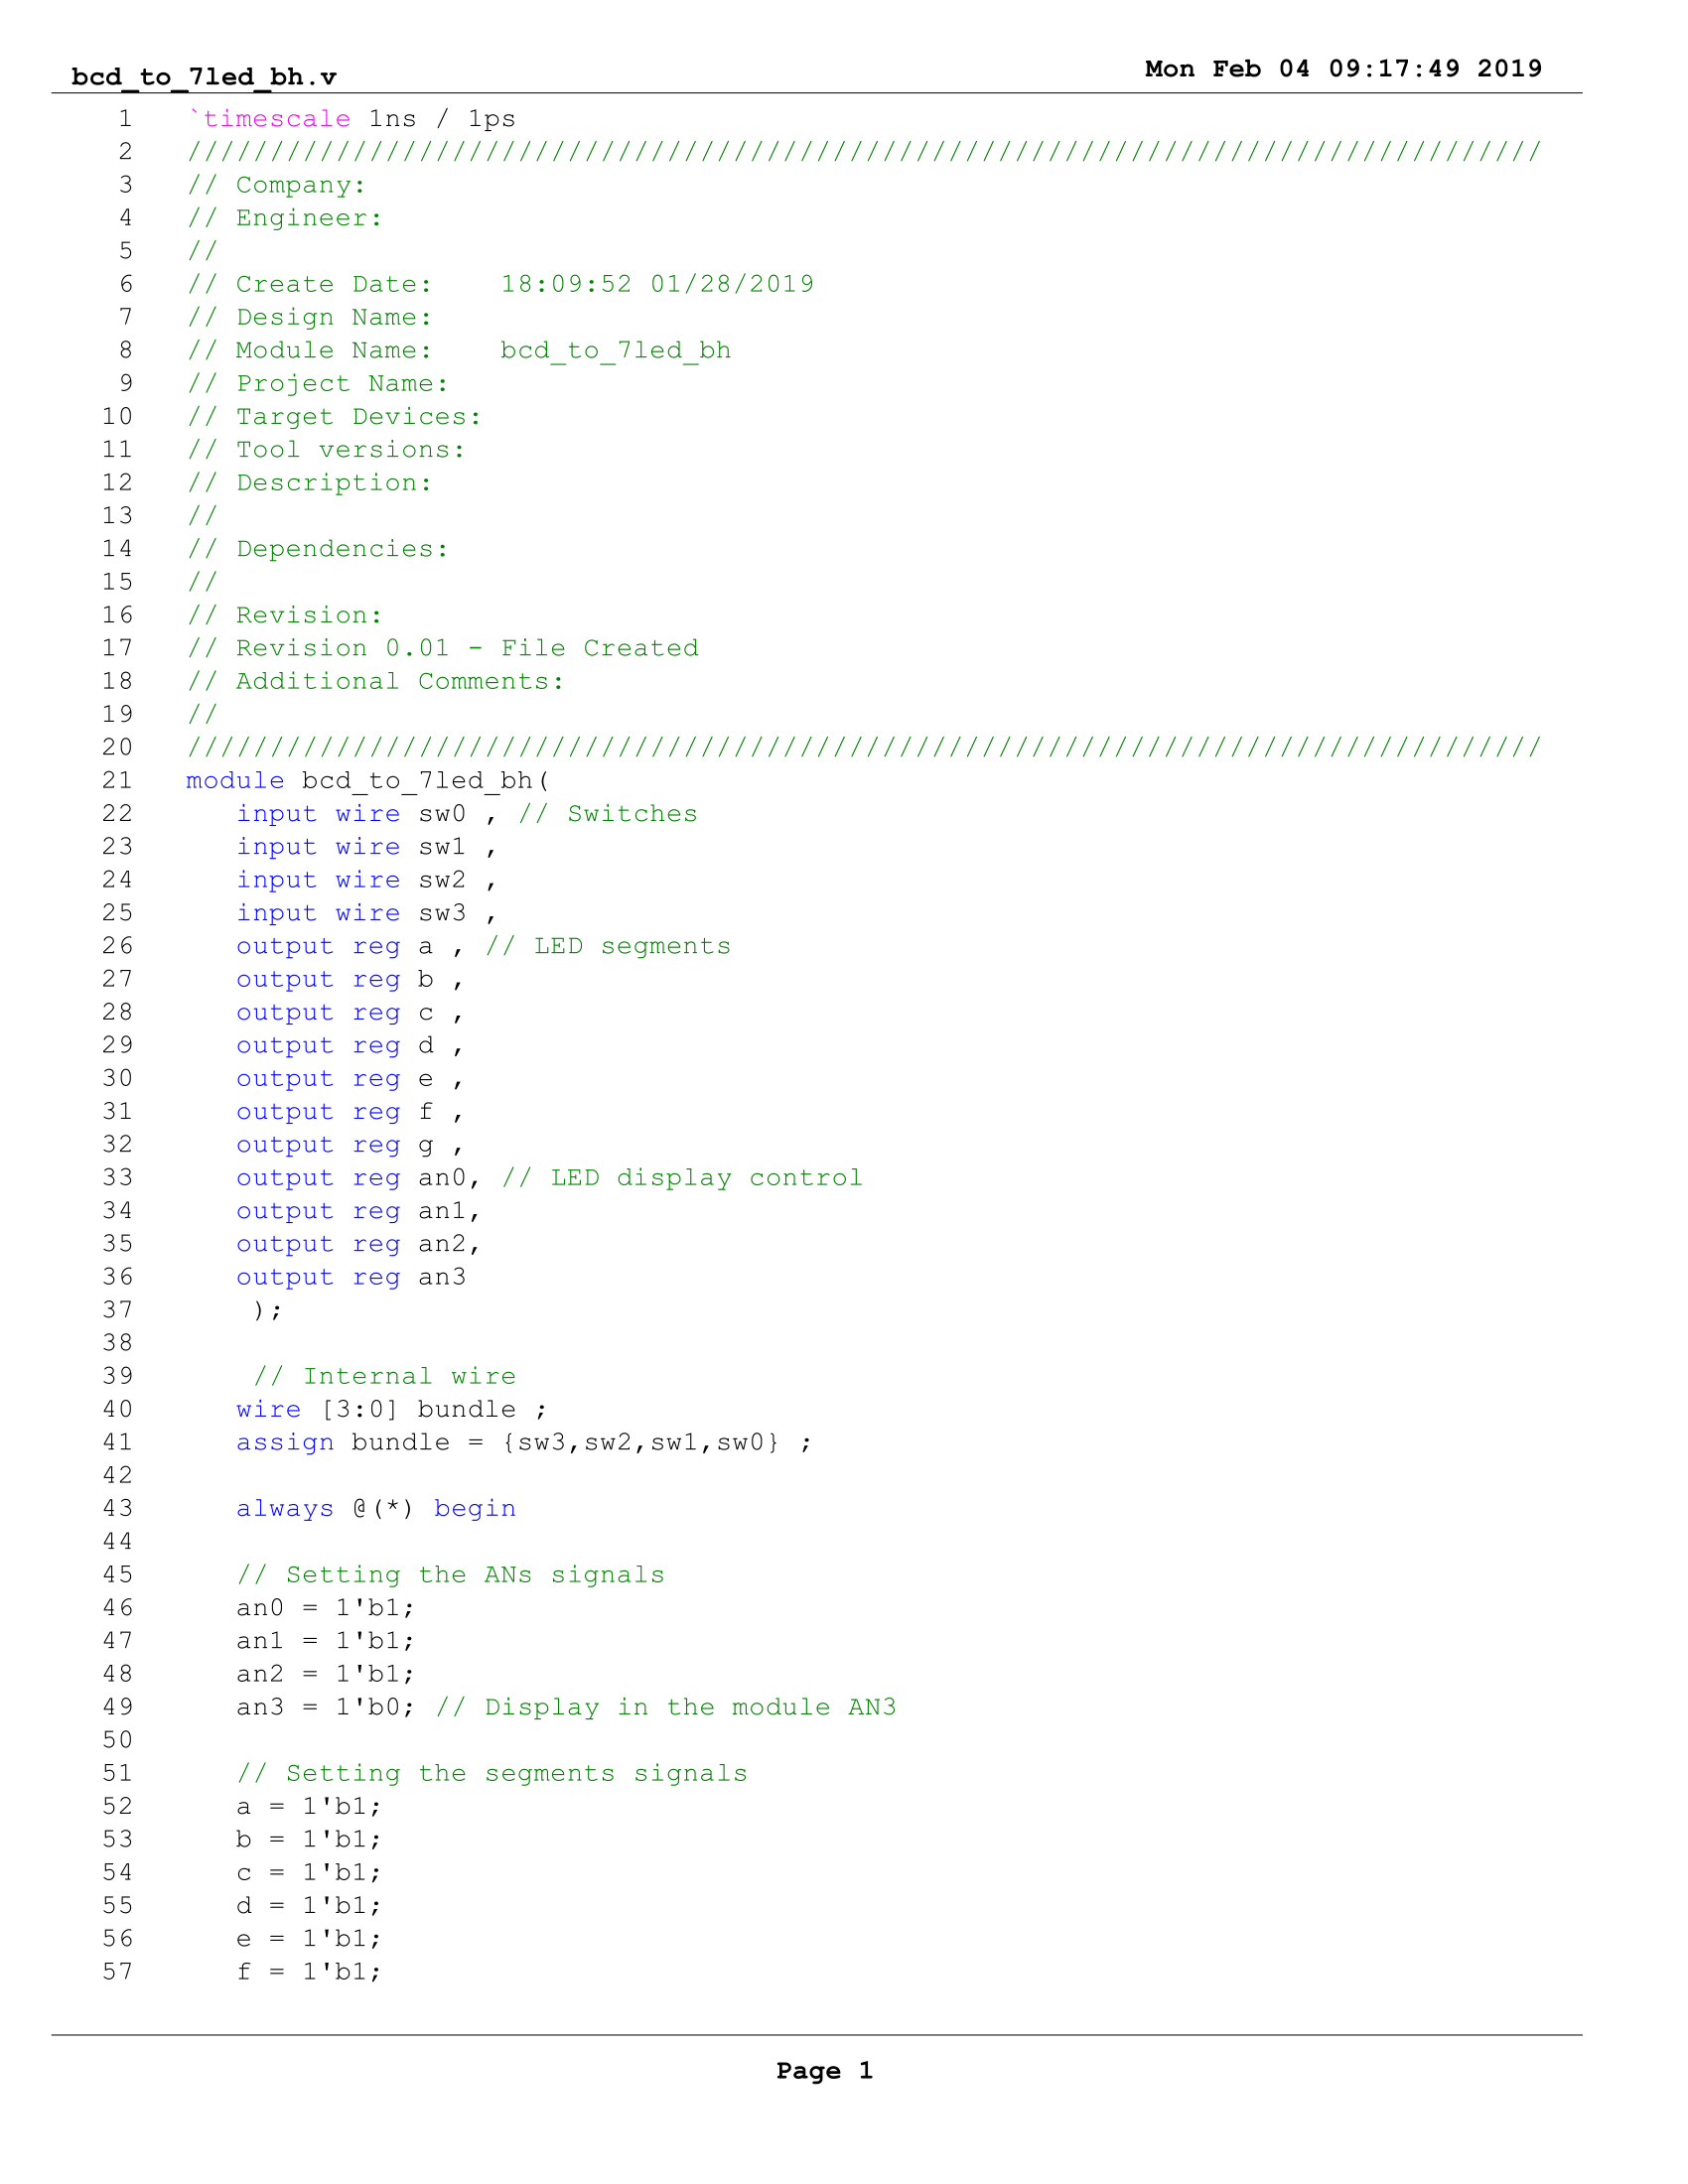 bcd_to_7led_bh.v Mon Feb 04 09:17:49 2019
1 `timescale 1ns / 1ps
2 //////////////////////////////////////////////////////////////////////////////////
3 // Company:
4 // Engineer:
5 //
6 // Create Date:    18:09:52 01/28/2019
7 // Design Name:
8 // Module Name:    bcd_to_7led_bh
9 // Project Name:
10 // Target Devices:
11 // Tool versions:
12 // Description:
13 //
14 // Dependencies:
15 //
16 // Revision:
17 // Revision 0.01 - File Created
18 // Additional Comments:
19 //
20 //////////////////////////////////////////////////////////////////////////////////
21 module bcd_to_7led_bh(
22    input wire sw0 , // Switches
23    input wire sw1 ,
24    input wire sw2 ,
25    input wire sw3 ,
26    output reg a , // LED segments
27    output reg b ,
28    output reg c ,
29    output reg d ,
30    output reg e ,
31    output reg f ,
32    output reg g ,
33    output reg an0, // LED display control
34    output reg an1,
35    output reg an2,
36    output reg an3
37     );
38
39     // Internal wire
40    wire [3:0] bundle ;
41    assign bundle = {sw3,sw2,sw1,sw0} ;
42
43    always @(*) begin
44
45    // Setting the ANs signals
46    an0 = 1'b1;
47    an1 = 1'b1;
48    an2 = 1'b1;
49    an3 = 1'b0; // Display in the module AN3
50
51    // Setting the segments signals
52    a = 1'b1;
53    b = 1'b1;
54    c = 1'b1;
55    d = 1'b1;
56    e = 1'b1;
57    f = 1'b1;
Page 1